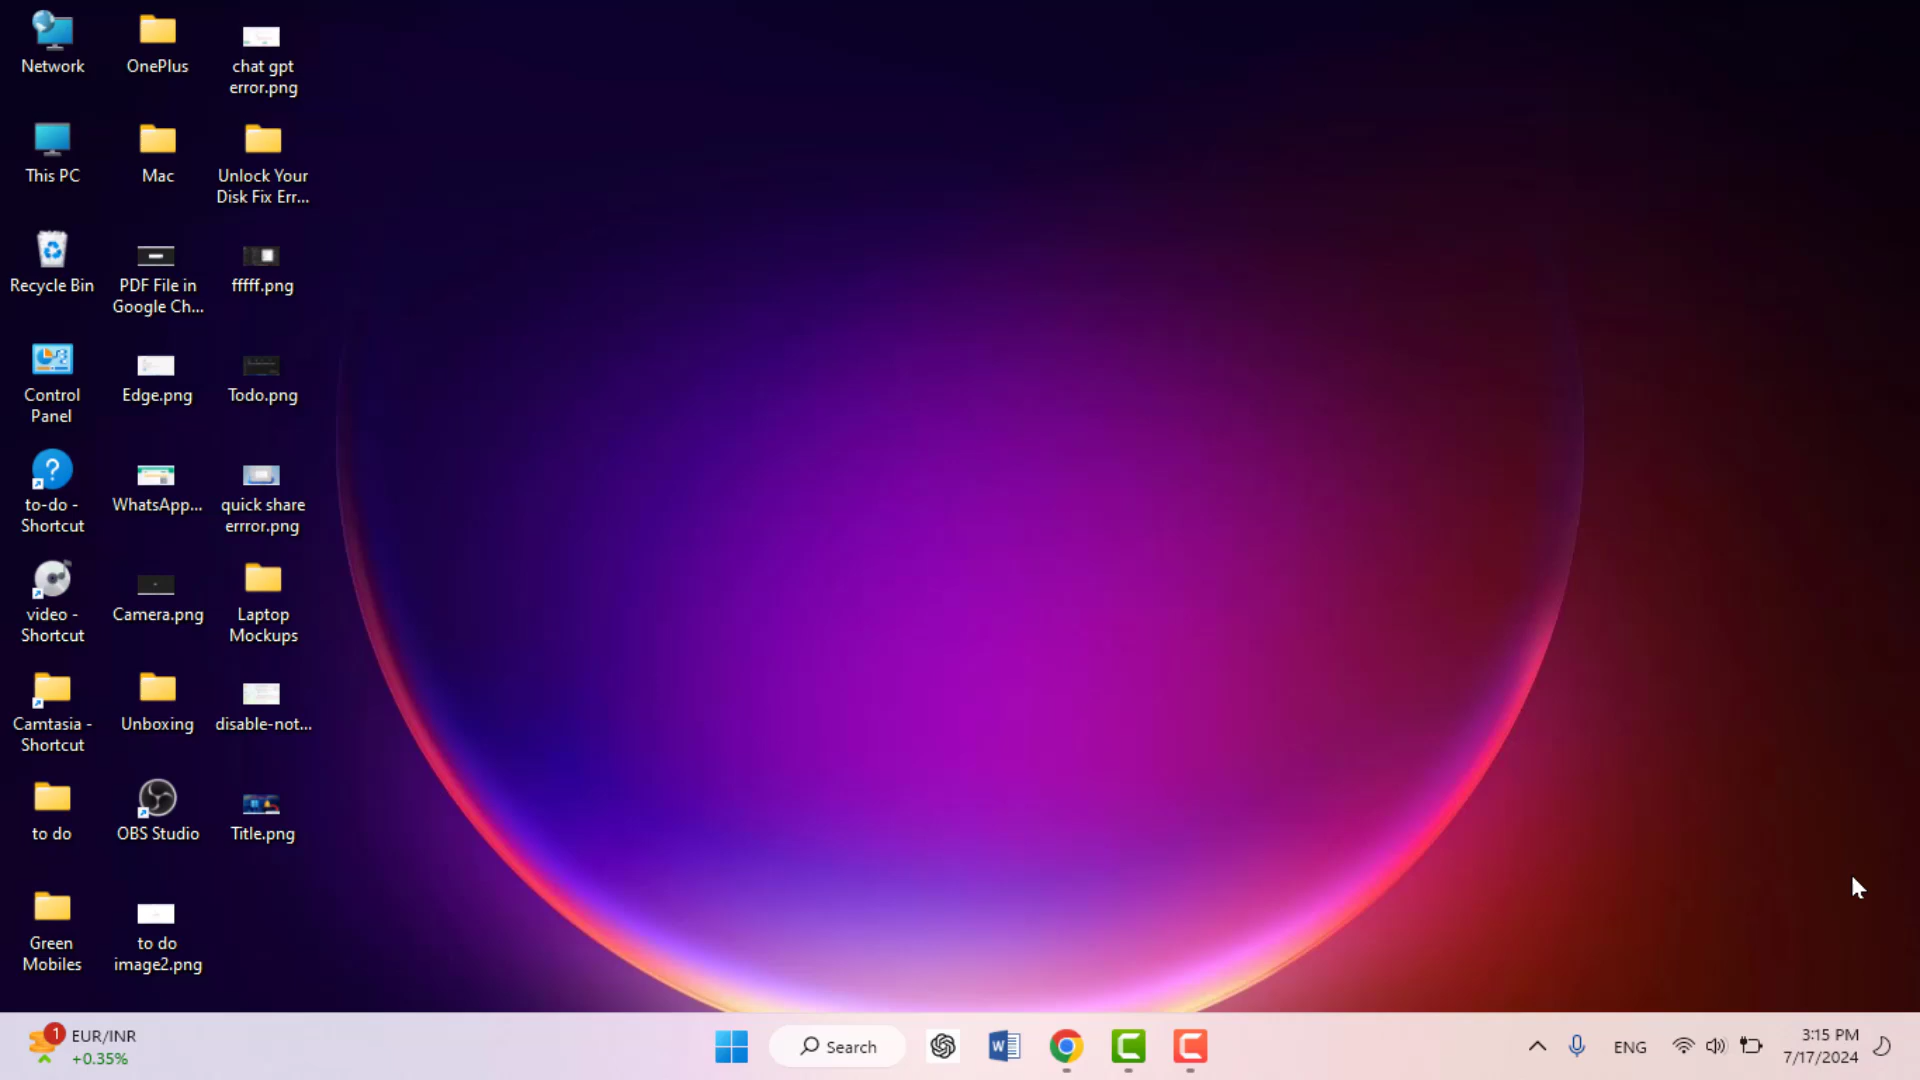 Network
OnePlus
chat gpt
error.png
This PC
Mac
Unlock Your
Disk Fix Err...
Recycle Bin
PDF File in
Google Ch...
fffff.png
Control
Panel
Edge.png
Todo.png
to-do -
Shortcut
WhatsApp...
quick share
errror.png
video -
Shortcut
Camera.png
Laptop
Mockups
Camtasia -
Shortcut
Unboxing
disable-not...
to do
OBS Studio
Title.png
Green
Mobiles
to do
image2.png
1
EUR/INR
+0.35%
Search
W
ENG
3:15 PM
7/17/2024